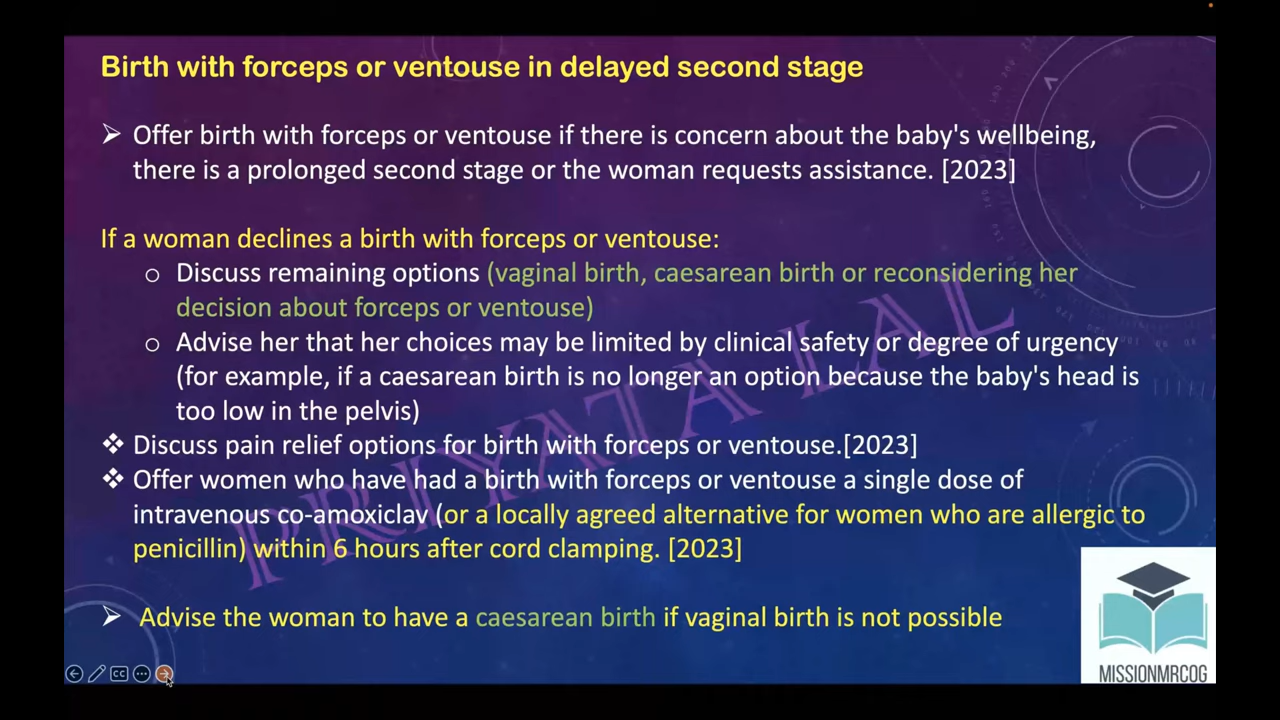 Birth with forceps or ventouse in delayed second stage
Offer birth with forceps or ventouse if there is concern about the baby's wellbeing,
there is a prolonged second stage or the woman requests assistance. [2023]
If a woman declines a birth with forceps or ventouse:
Discuss remaining options (vaginal birth, caesarean birth or reconsidering her
decision about forceps or ventouse)
Advise her that her choices may be limited by clinical safety or degree of urgency
(for example, if a caesarean birth is no longer an option because the baby's head is
too low in the pelvis)
Discuss pain relief options for birth with forceps or ventouse.[2023]
Offer women who have had a birth with forceps or ventouse a single dose of
intravenous co-amoxiclav (or a locally agreed alternative for women who are allergic to
penicillin) within 6 hours after cord clamping. [2023]
Advise the woman to have a caesarean birth if vaginal birth is not possible
PRIYATA LAL
MISSIONMRCOG
CC